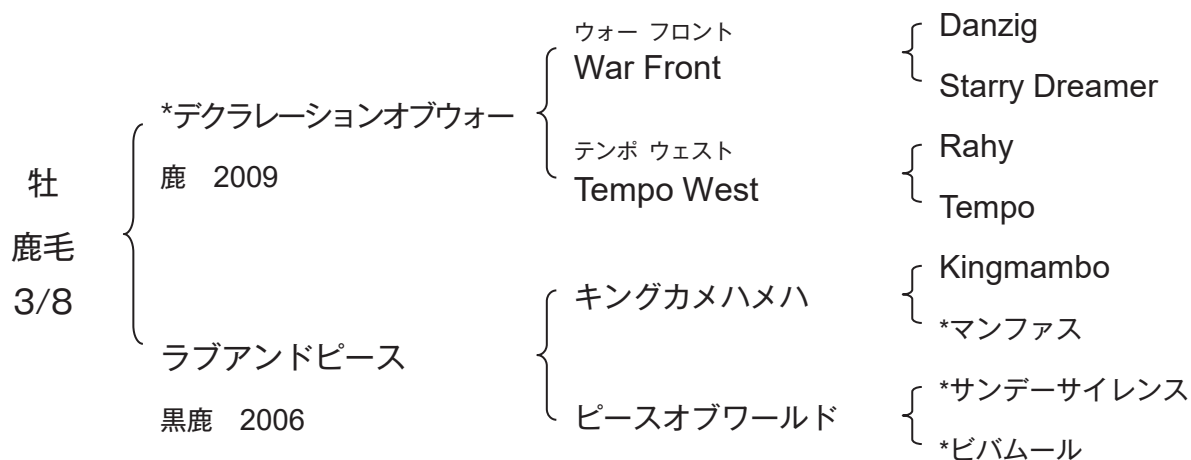 牡
鹿毛
3/8
*デクラレーションオブウォー
鹿 2009
ラブアンドピース
黒鹿 2006
ウォー フロント
War Front
テンポ ウェスト
Tempo West
キングカメハメハ
ピースオブワールド
Danzig
Starry Dreamer
Rahy
Tempo
Kingmambo
*マンファス
*サンデーサイレンス
*ビバムール